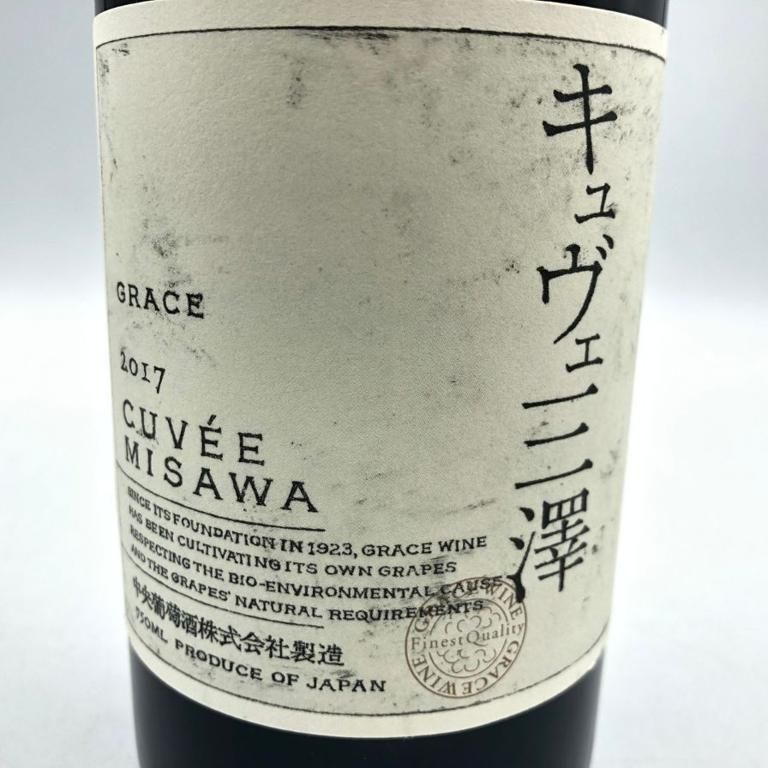 キュヴェ三澤
GRACE
2017
CUVÉE
MISAWA
SINCE ITS FOUNDATION IN 1923, GRACE WINE
HAS BEEN CULTIVATING ITS OWN GRAPES
RESPECTING THE BIO-ENVIRONMENTAL CAUSE
AND THE GRAPES' NATURAL REQUIREMENTS
中央葡萄酒株式会社製造
750ML PRODUCE OF JAPAN
GRACE WINE GRACE WINE
Finest Quality